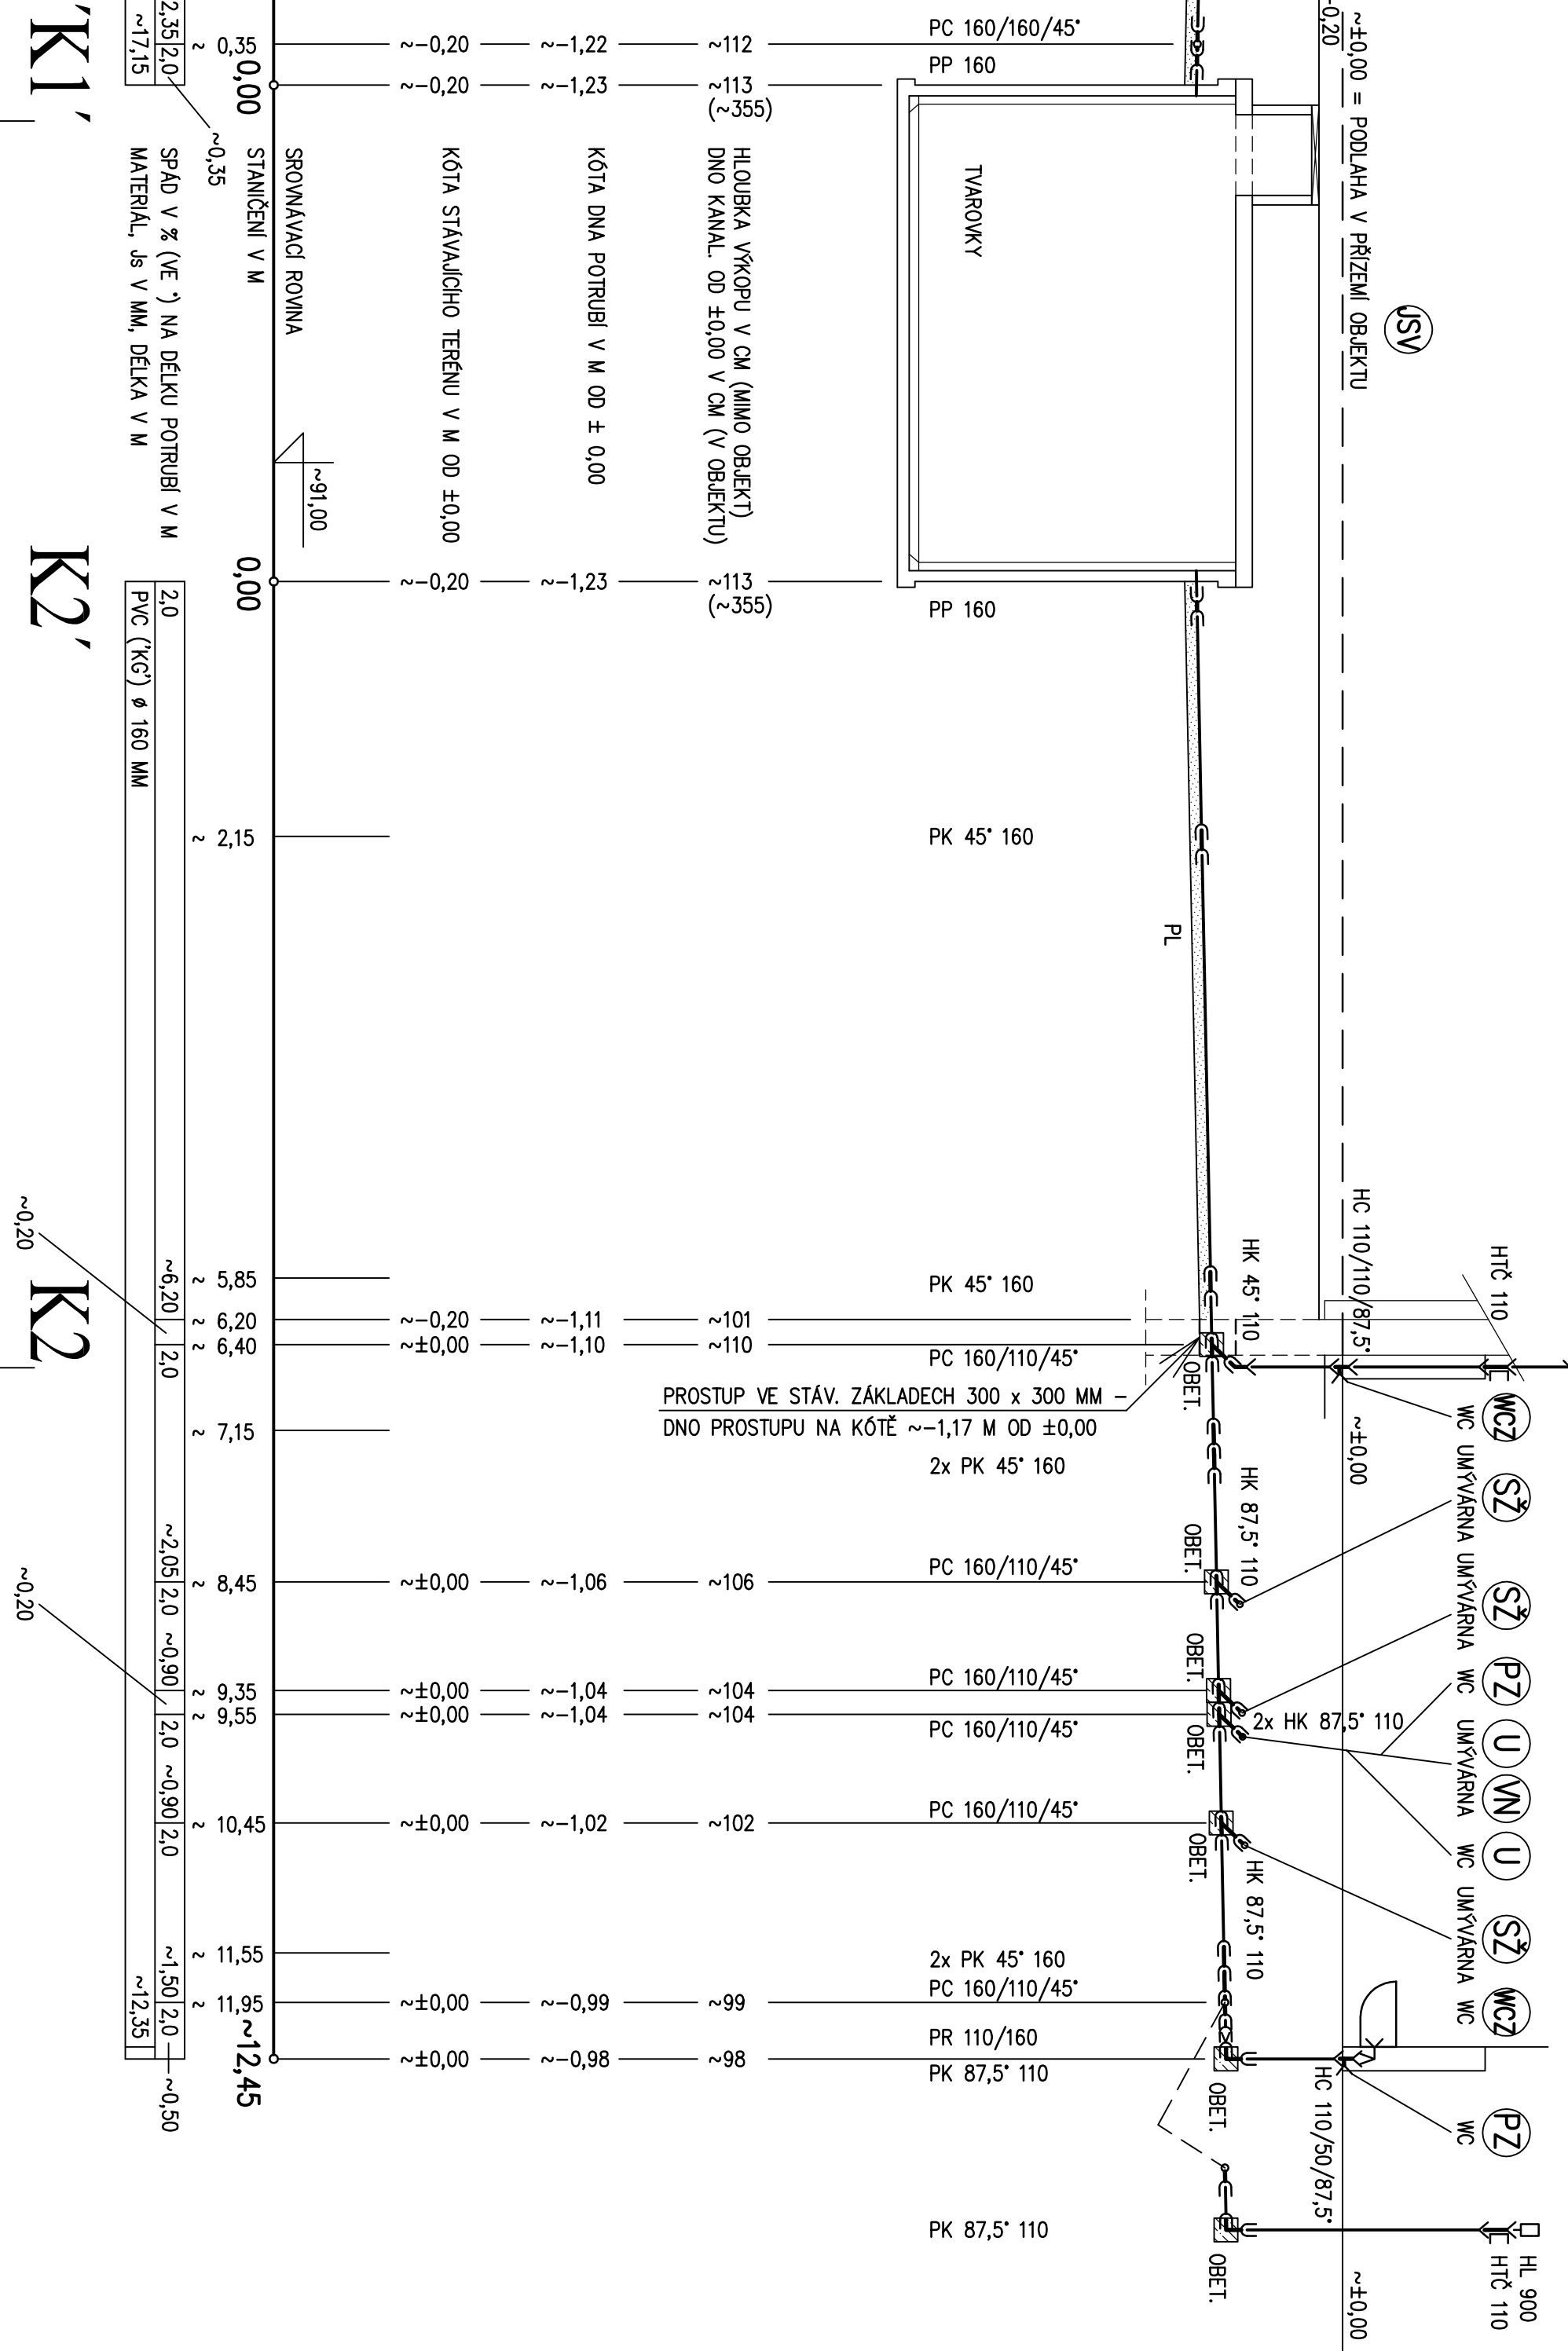 ~±0,00 = PODLAHA V PŘÍZEMÍ OBJEKTU
-0,20
JSV
HTČ 110
HC 110/110/87,5°
HK 45° 110
~±0,00
WCZ
WC
SŽ
UMÝVÁRNA
SŽ
UMÝVÁRNA
PZ
WC
U
VN
UMÝVÁRNA
U
WC
SŽ
UMÝVÁRNA
WCZ
WC
PZ
WC
HC 110/50/87,5°
HL 900
HTČ 110
~±0,00
HK 87,5° 110
2x HK 87,5° 110
HK 87,5° 110
OBET.
OBET.
OBET.
OBET.
OBET.
OBET.
OBET.
PL
TVAROVKY
PC 160/160/45°
PP 160
PP 160
PK 45° 160
PK 45° 160
PC 160/110/45°
PROSTUP VE STÁV. ZÁKLADECH 300 x 300 MM –
DNO PROSTUPU NA KÓTĚ ~-1,17 M OD ±0,00
2x PK 45° 160
PC 160/110/45°
PC 160/110/45°
PC 160/110/45°
PC 160/110/45°
2x PK 45° 160
PC 160/110/45°
PR 110/160
PK 87,5° 110
PK 87,5° 110
HLOUBKA VÝKOPU V CM (MIMO OBJEKT)
DNO KANAL. OD ±0,00 V CM (V OBJEKTU)
~112
~113
(~355)
~113
(~355)
~101
~110
~106
~104
~104
~102
~99
~98
KÓTA DNA POTRUBÍ V M OD ± 0,00
~-1,22
~-1,23
~-1,23
~-1,11
~-1,10
~-1,06
~-1,04
~-1,04
~-1,02
~-0,99
~-0,98
KÓTA STÁVAJÍCÍHO TERÉNU V M OD ±0,00
~-0,20
~-0,20
~-0,20
~-0,20
~±0,00
~±0,00
~±0,00
~±0,00
~±0,00
~±0,00
~±0,00
SROVNÁVACÍ ROVINA
~91,00
STANIČENÍ V M
~ 0,35
0,00
0,00
~ 2,15
~ 5,85
~ 6,20
~ 6,40
~ 7,15
~ 8,45
~ 9,35
~ 9,55
~ 10,45
~ 11,55
~ 11,95
~12,45
SPÁD V % (VE °) NA DÉLKU POTRUBÍ V M
2,35
2,0
~0,35
2,0
~6,20
~0,20
2,0
~2,05
2,0
~0,90
~0,20
2,0
~0,90
2,0
~1,50
2,0
~0,50
MATERIÁL, Js V MM, DÉLKA V M
~17,15
PVC ('KG') ø 160 MM
~12,35
'K1'
K2'
K2